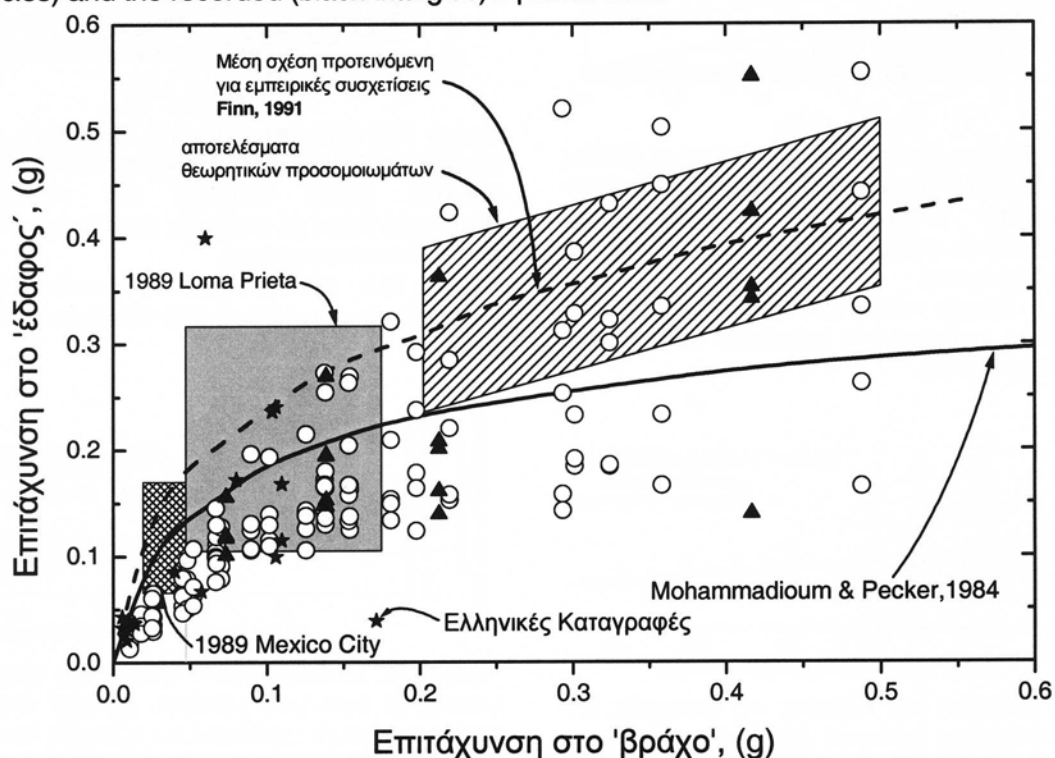 0.6
Μέση σχέση προτεινόμενη
για εμπειρικές συσχετίσεις
Finn, 1991
0.5
αποτελέσματα
θεωρητικών προσομοιωμάτων
0.4
1989 Loma Prieta
0.3
0.2
0.1
Mohammadioum & Pecker,1984
Ελληνικές Καταγραφές
1989 Mexico City
0.0
0.0 0.1 0.2 0.3 0.4 0.5 0.6
Επιτάχυνση στο 'έδαφος΄, (g)
Επιτάχυνση στο 'βράχο', (g)